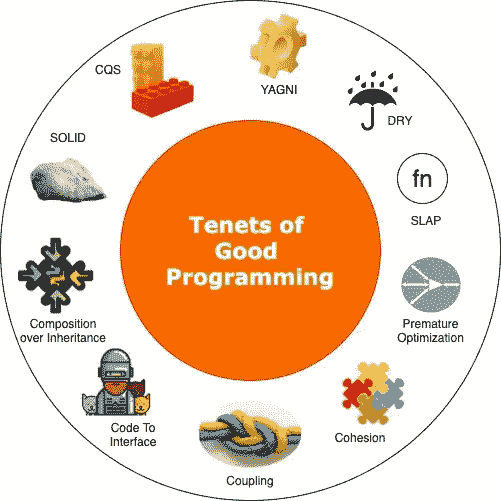 Tenets of
Good
Programming
YAGNI
DRY
fn
SLAP
Premature
Optimization
Cohesion
Coupling
Code To
Interface
Composition
over Inheritance
SOLID
CQS